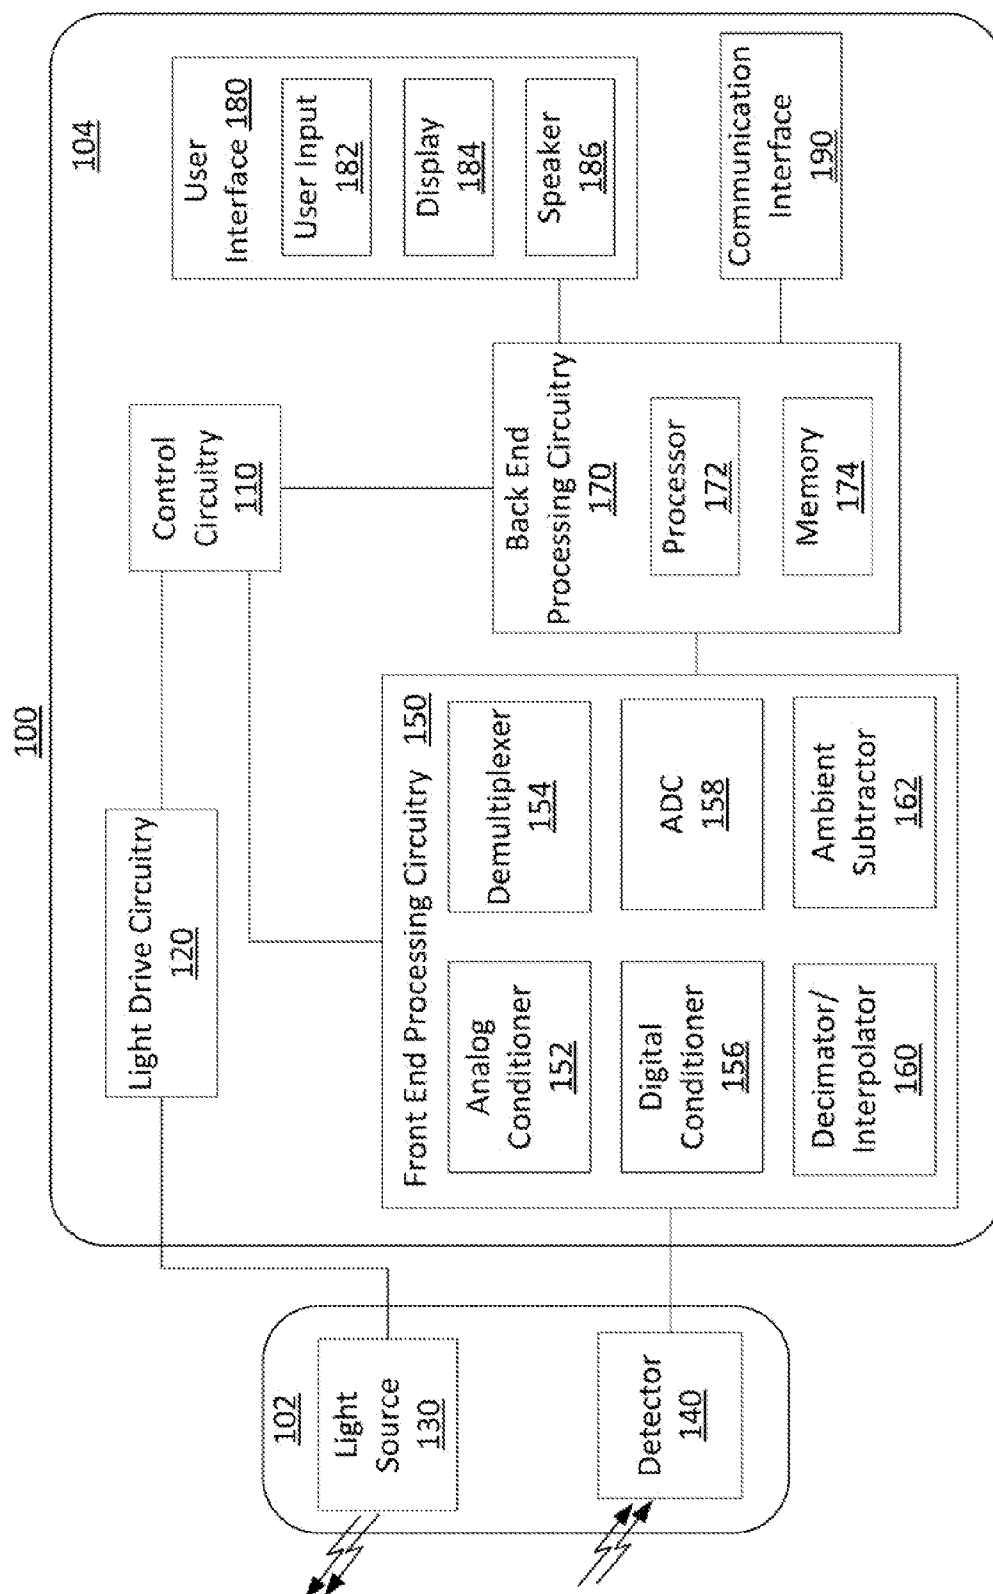 100
104
102
Light
Source
130
Detector
140
Light Drive Circuitry
120
Control
Circuitry
110
Front End Processing Circuitry 150
Analog
Conditioner
152
Demultiplexer
154
Digital
Conditioner
156
ADC
158
Decimator/
Interpolator
160
Ambient
Subtractor
162
Back End
Processing Circuitry
170
Processor
172
Memory
174
User
Interface 180
User Input
182
Display
184
Speaker
186
Communication
Interface
190